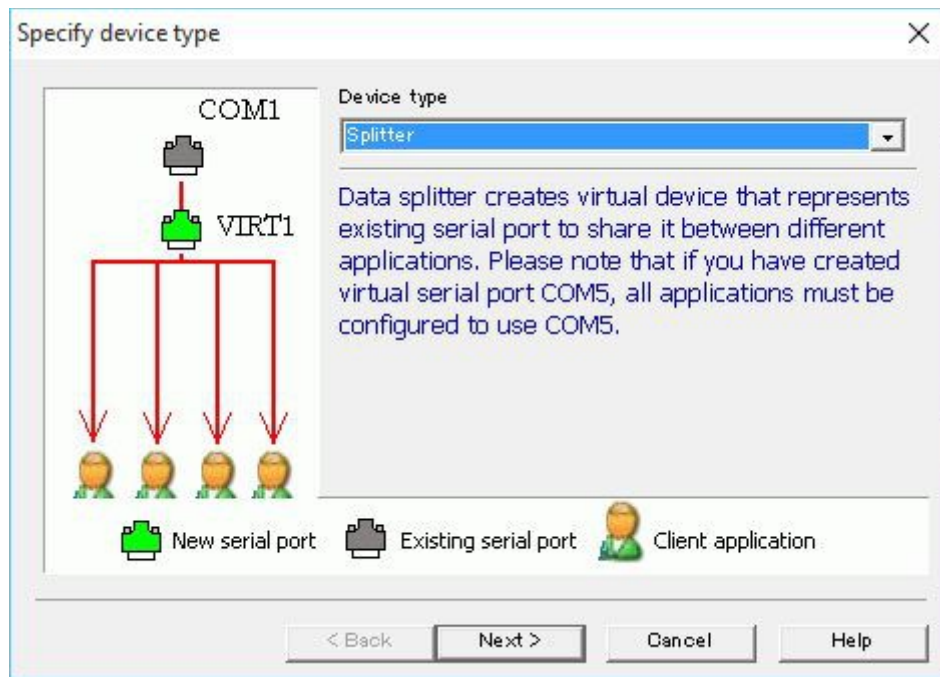 Specify device type
COM1
VIRT1
Device type
Splitter
Data splitter creates virtual device that represents
existing serial port to share it between different
applications. Please note that if you have created
virtual serial port COM5, all applications must be
configured to use COM5.
New serial port
Existing serial port
Client application
< Back
Next >
Cancel
Help